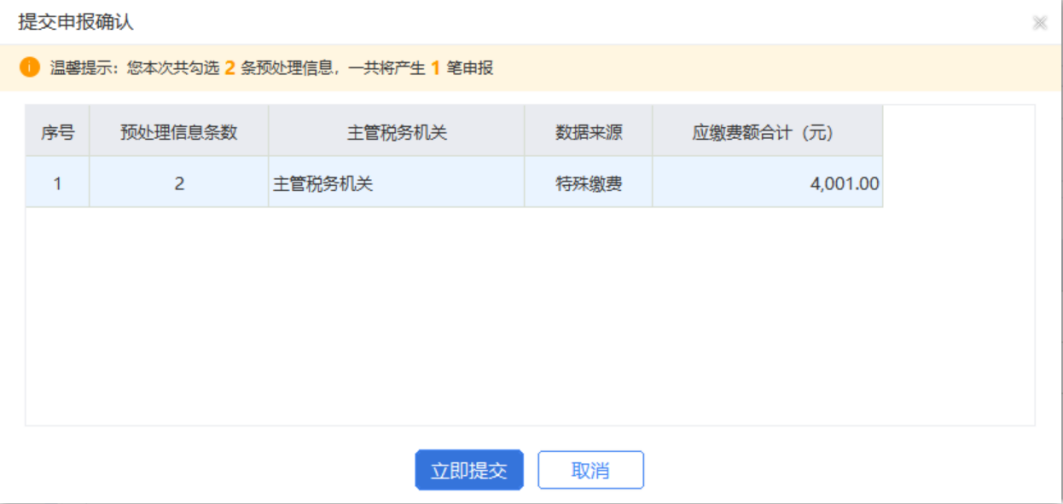 提交申报确认
温馨提示：您本次共勾选 2 条预处理信息，一共将产生 1 笔申报
序号 预处理信息条数 主管税务机关 数据来源 应缴费额合计（元）
1 2 主管税务机关 特殊缴费 4,001.00
立即提交 取消